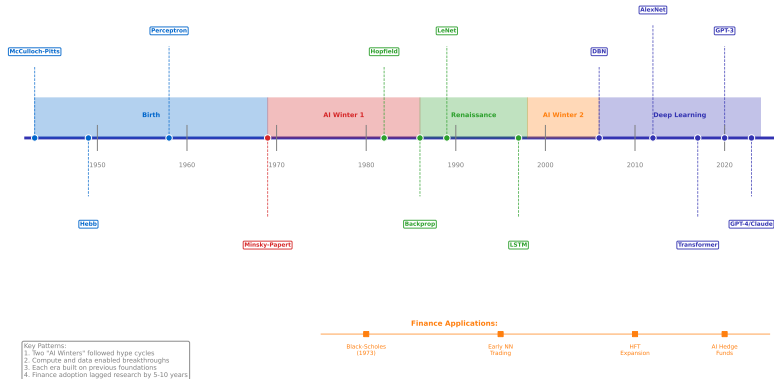 AlexNet
Perceptron
LeNet
GPT-3
McCulloch-Pitts
Hopfield
DBN
Birth
AI Winter 1
Renaissance
AI Winter 2
Deep Learning
1950
1960
1970
1980
1990
2000
2010
2020
Hebb
Backprop
GPT-4/Claude
Minsky-Papert
LSTM
Transformer
Finance Applications:
Black-Scholes
(1973)
Early NN
Trading
HFT
Expansion
AI Hedge
Funds
Key Patterns:
1. Two "AI Winters" followed hype cycles
2. Compute and data enabled breakthroughs
3. Each era built on previous foundations
4. Finance adoption lagged research by 5-10 years